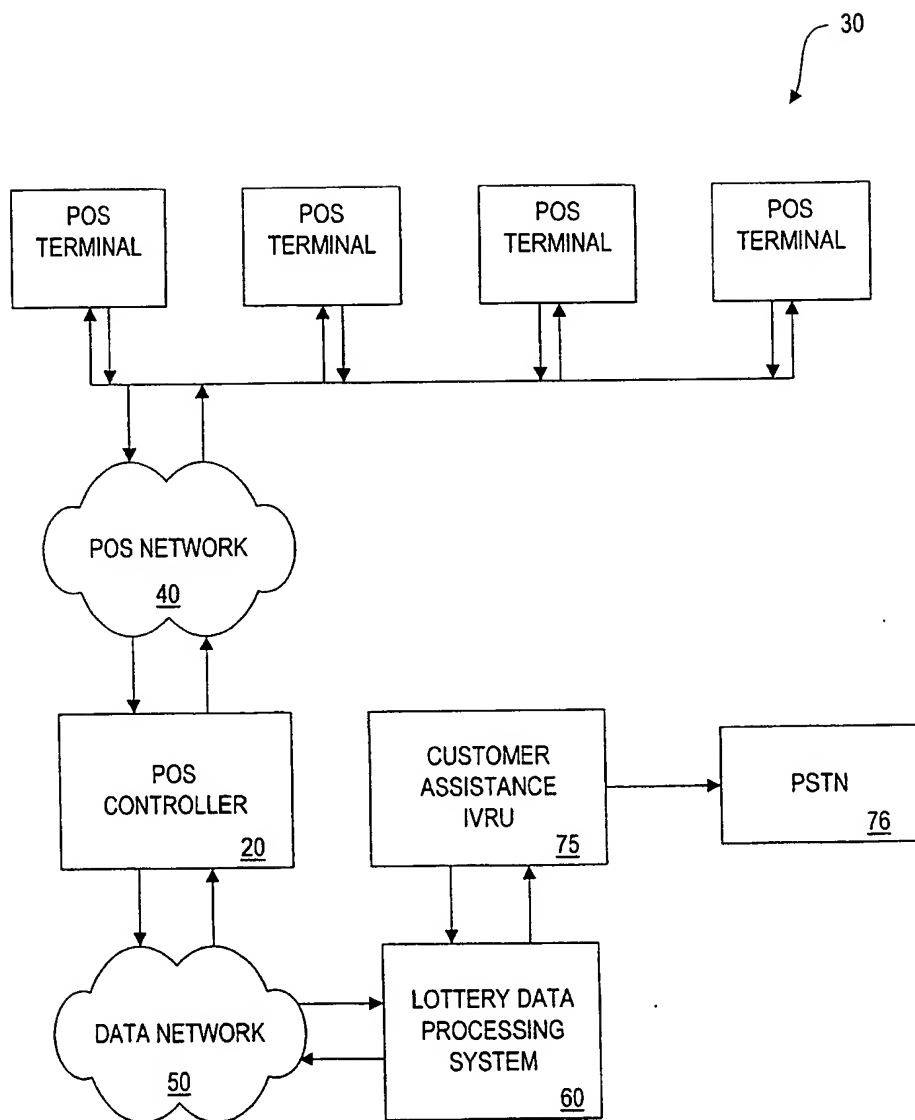 30
POS
TERMINAL
POS
TERMINAL
POS
TERMINAL
POS
TERMINAL
POS NETWORK
40
POS
CONTROLLER
20
CUSTOMER
ASSISTANCE
IVRU
75
PSTN
76
DATA NETWORK
50
LOTTERY DATA
PROCESSING
SYSTEM
60